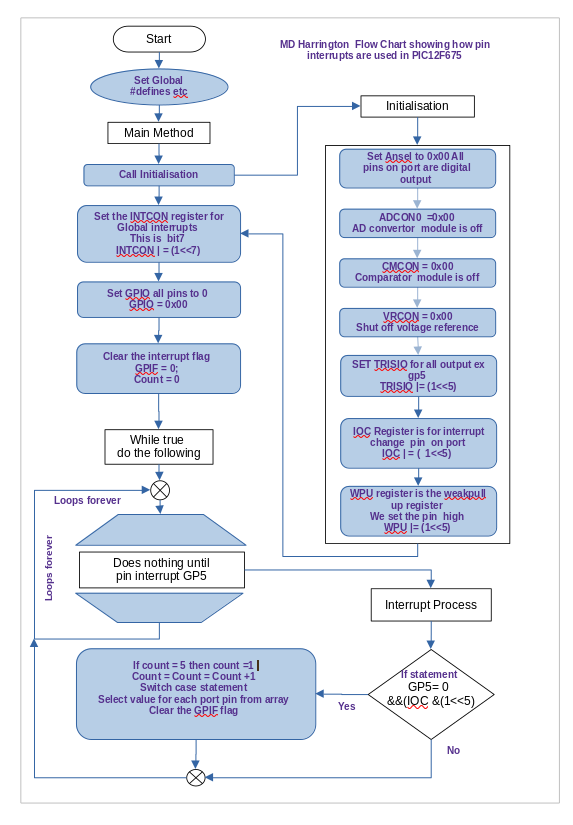 Start
MD Harrington  Flow Chart showing how pin
interrupts are used in PIC12F675
Set Global
#defines etc
Main Method
Call Initialisation
Set the INTCON register for
Global interrupts
This is  bit7
INTCON | = (1<<7)
Set GPIO all pins to 0
GPIO = 0x00
Clear the interrupt flag
GPIF = 0;
Count = 0
While true
do the following
Loops forever
Loops forever
Does nothing until
pin interrupt GP5
Initialisation
Set Ansel to 0x00 All
pins on port are digital
output
ADCON0  =0x00
AD convertor  module is off
CMCON = 0x00
Comparator  module is off
VRCON = 0x00
Shut off voltage reference
SET TRISIO for all output ex
gp5
TRISIO |= (1<<5)
IOC Register is for interrupt
change  pin  on port
IOC | = (  1<<5)
WPU register is the weakpull
up register
We set the pin  high
WPU |= (1<<5)
Interrupt Process
If statement
GP5= 0
&&(IOC &(1<<5)
Yes
No
If count = 5 then count =1
Count = Count = Count +1
Switch case statement
Select value for each port pin from array
Clear the GPIF flag